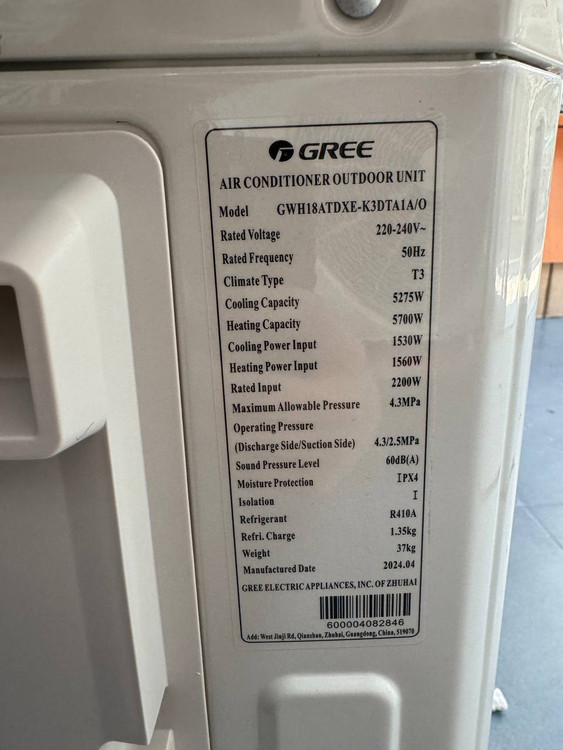 GREE
AIR CONDITIONER OUTDOOR UNIT
Model GWH18ATDXE-K3DTA1A/O
Rated Voltage 220-240V~
Rated Frequency 50Hz
Climate Type T3
Cooling Capacity 5275W
Heating Capacity 5700W
Cooling Power Input 1530W
Heating Power Input 1560W
Rated Input 2200W
Maximum Allowable Pressure 4.3MPa
Operating Pressure
(Discharge Side/Suction Side) 4.3/2.5MPa
Sound Pressure Level 60dB(A)
Moisture Protection IPX4
Isolation I
Refrigerant R410A
Refri. Charge 1.35kg
Weight 37kg
Manufactured Date 2024.04
GREE ELECTRIC APPLIANCES, INC. OF ZHUHAI
600004082846
Add: West Jinji Rd, Qianshan, Zhuhai, Guangdong, China, 519070